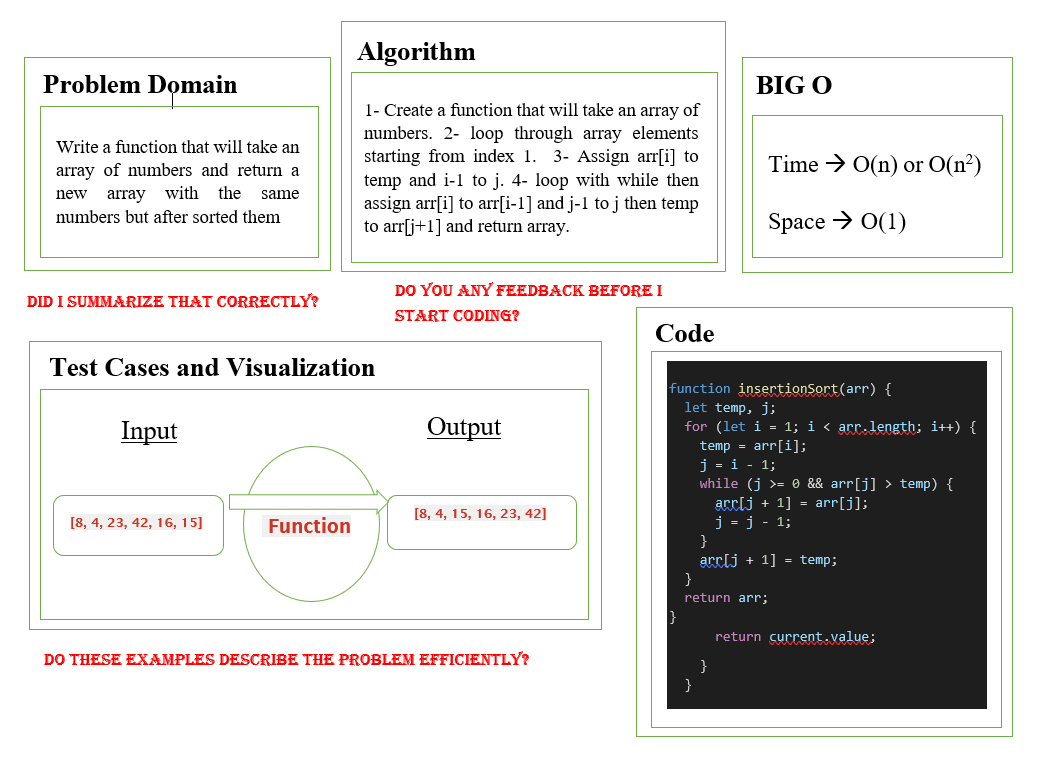 Problem Domain
Write a function that will take an
array of numbers and return a
new array with the same
numbers but after sorted them
DID I SUMMARIZE THAT CORRECTLY?
Algorithm
1- Create a function that will take an array of
numbers. 2- loop through array elements
starting from index 1. 3- Assign arr[i] to
temp and i-1 to j. 4- loop with while then
assign arr[i] to arr[i-1] and j-1 to j then temp
to arr[j+1] and return array.
DO YOU ANY FEEDBACK BEFORE I
START CODING?
BIG O
Time → O(n) or O(n²)
Space → O(1)
Test Cases and Visualization
Input
Output
[8, 4, 23, 42, 16, 15]
Function
[8, 4, 15, 16, 23, 42]
DO THESE EXAMPLES DESCRIBE THE PROBLEM EFFICIENTLY?
Code
function insertionSort(arr) {
let temp, j;
for (let i = 1; i < arr.length; i++) {
temp = arr[i];
j = i - 1;
while (j >= 0 && arr[j] > temp) {
arr[j + 1] = arr[j];
j = j - 1;
}
arr[j + 1] = temp;
}
return arr;
}
return current.value;
}
}